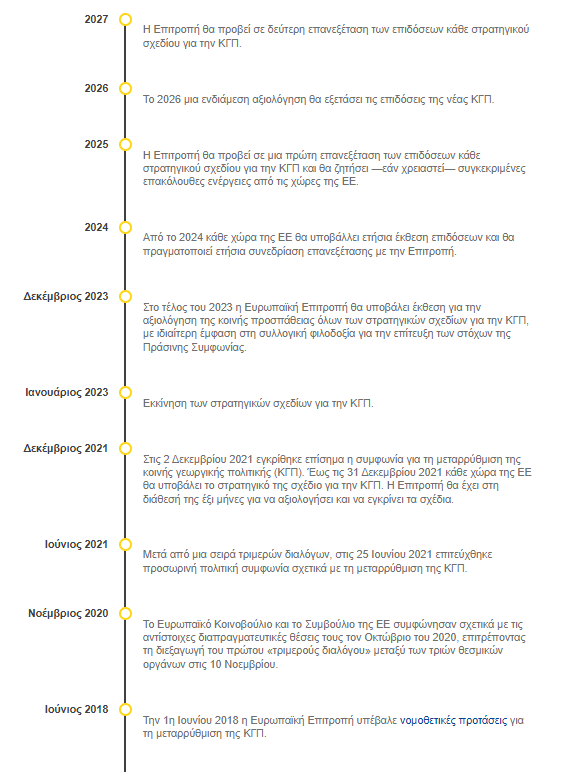 2027
Η Επιτροπή θα προβεί σε δεύτερη επανεξέταση των επιδόσεων κάθε στρατηγικού
σχεδίου για την ΚΓΠ.
2026
Το 2026 μια ενδιάμεση αξιολόγηση θα εξετάσει τις επιδόσεις της νέας ΚΓΠ.
2025
Η Επιτροπή θα προβεί σε μια πρώτη επανεξέταση των επιδόσεων κάθε
στρατηγικού σχεδίου για την ΚΓΠ και θα ζητήσει —εάν χρειαστεί— συγκεκριμένες
επακόλουθες ενέργειες από τις χώρες της ΕΕ.
2024
Από το 2024 κάθε χώρα της ΕΕ θα υποβάλλει ετήσια έκθεση επιδόσεων και θα
πραγματοποιεί ετήσια συνεδρίαση επανεξέτασης με την Επιτροπή.
Δεκέμβριος 2023
Στο τέλος του 2023 η Ευρωπαϊκή Επιτροπή θα υποβάλει έκθεση για την
αξιολόγηση της κοινής προσπάθειας όλων των στρατηγικών σχεδίων για την ΚΓΠ,
με ιδιαίτερη έμφαση στη συλλογική φιλοδοξία για την επίτευξη των στόχων της
Πράσινης Συμφωνίας.
Ιανουάριος 2023
Εκκίνηση των στρατηγικών σχεδίων για την ΚΓΠ.
Δεκέμβριος 2021
Στις 2 Δεκεμβρίου 2021 εγκρίθηκε επίσημα η συμφωνία για τη μεταρρύθμιση της
κοινής γεωργικής πολιτικής (ΚΓΠ). Έως τις 31 Δεκεμβρίου 2021 κάθε χώρα της ΕΕ
θα υποβάλει το στρατηγικό της σχέδιο για την ΚΓΠ. Η Επιτροπή θα έχει στη
διάθεσή της έξι μήνες για να αξιολογήσει και να εγκρίνει τα σχέδια.
Ιούνιος 2021
Μετά από μια σειρά τριμερών διαλόγων, στις 25 Ιουνίου 2021 επιτεύχθηκε
προσωρινή πολιτική συμφωνία σχετικά με τη μεταρρύθμιση της ΚΓΠ.
Νοέμβριος 2020
Το Ευρωπαϊκό Κοινοβούλιο και το Συμβούλιο της ΕΕ συμφώνησαν σχετικά με τις
αντίστοιχες διαπραγματευτικές θέσεις τους τον Οκτώβριο του 2020, επιτρέποντας
τη διεξαγωγή του πρώτου «τριμερούς διαλόγου» μεταξύ των τριών θεσμικών
οργάνων στις 10 Νοεμβρίου.
Ιούνιος 2018
Την 1η Ιουνίου 2018 η Ευρωπαϊκή Επιτροπή υπέβαλε νομοθετικές προτάσεις για
τη μεταρρύθμιση της ΚΓΠ.